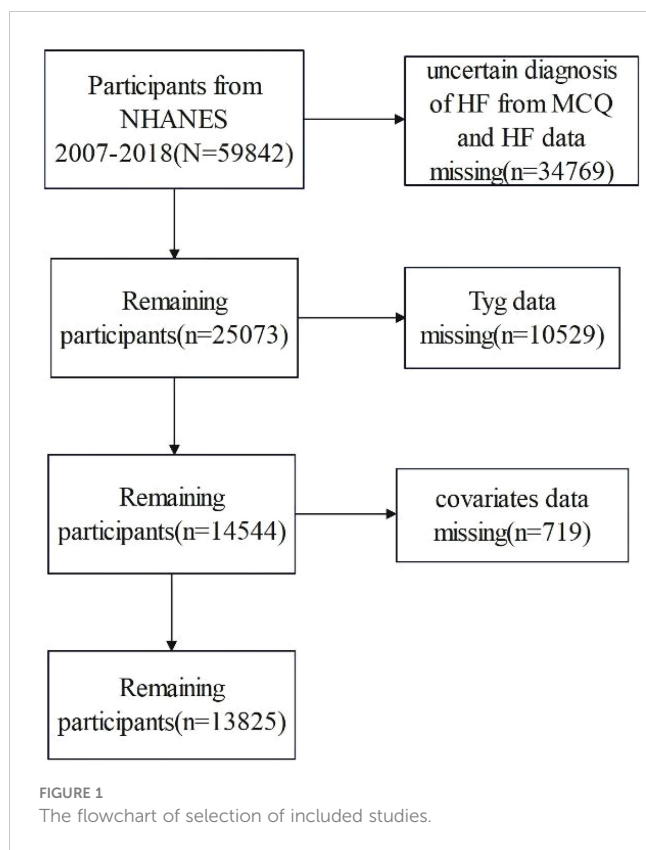 Participants from
NHANES
2007-2018(N=59842)
uncertain diagnosis
of HF from MCQ
and HF data
missing(n=34769)
Remaining
participants(n=25073)
Tyg data
missing(n=10529)
Remaining
participants(n=14544)
covariates data
missing(n=719)
Remaining
participants(n=13825)
FIGURE 1
The flowchart of selection of included studies.